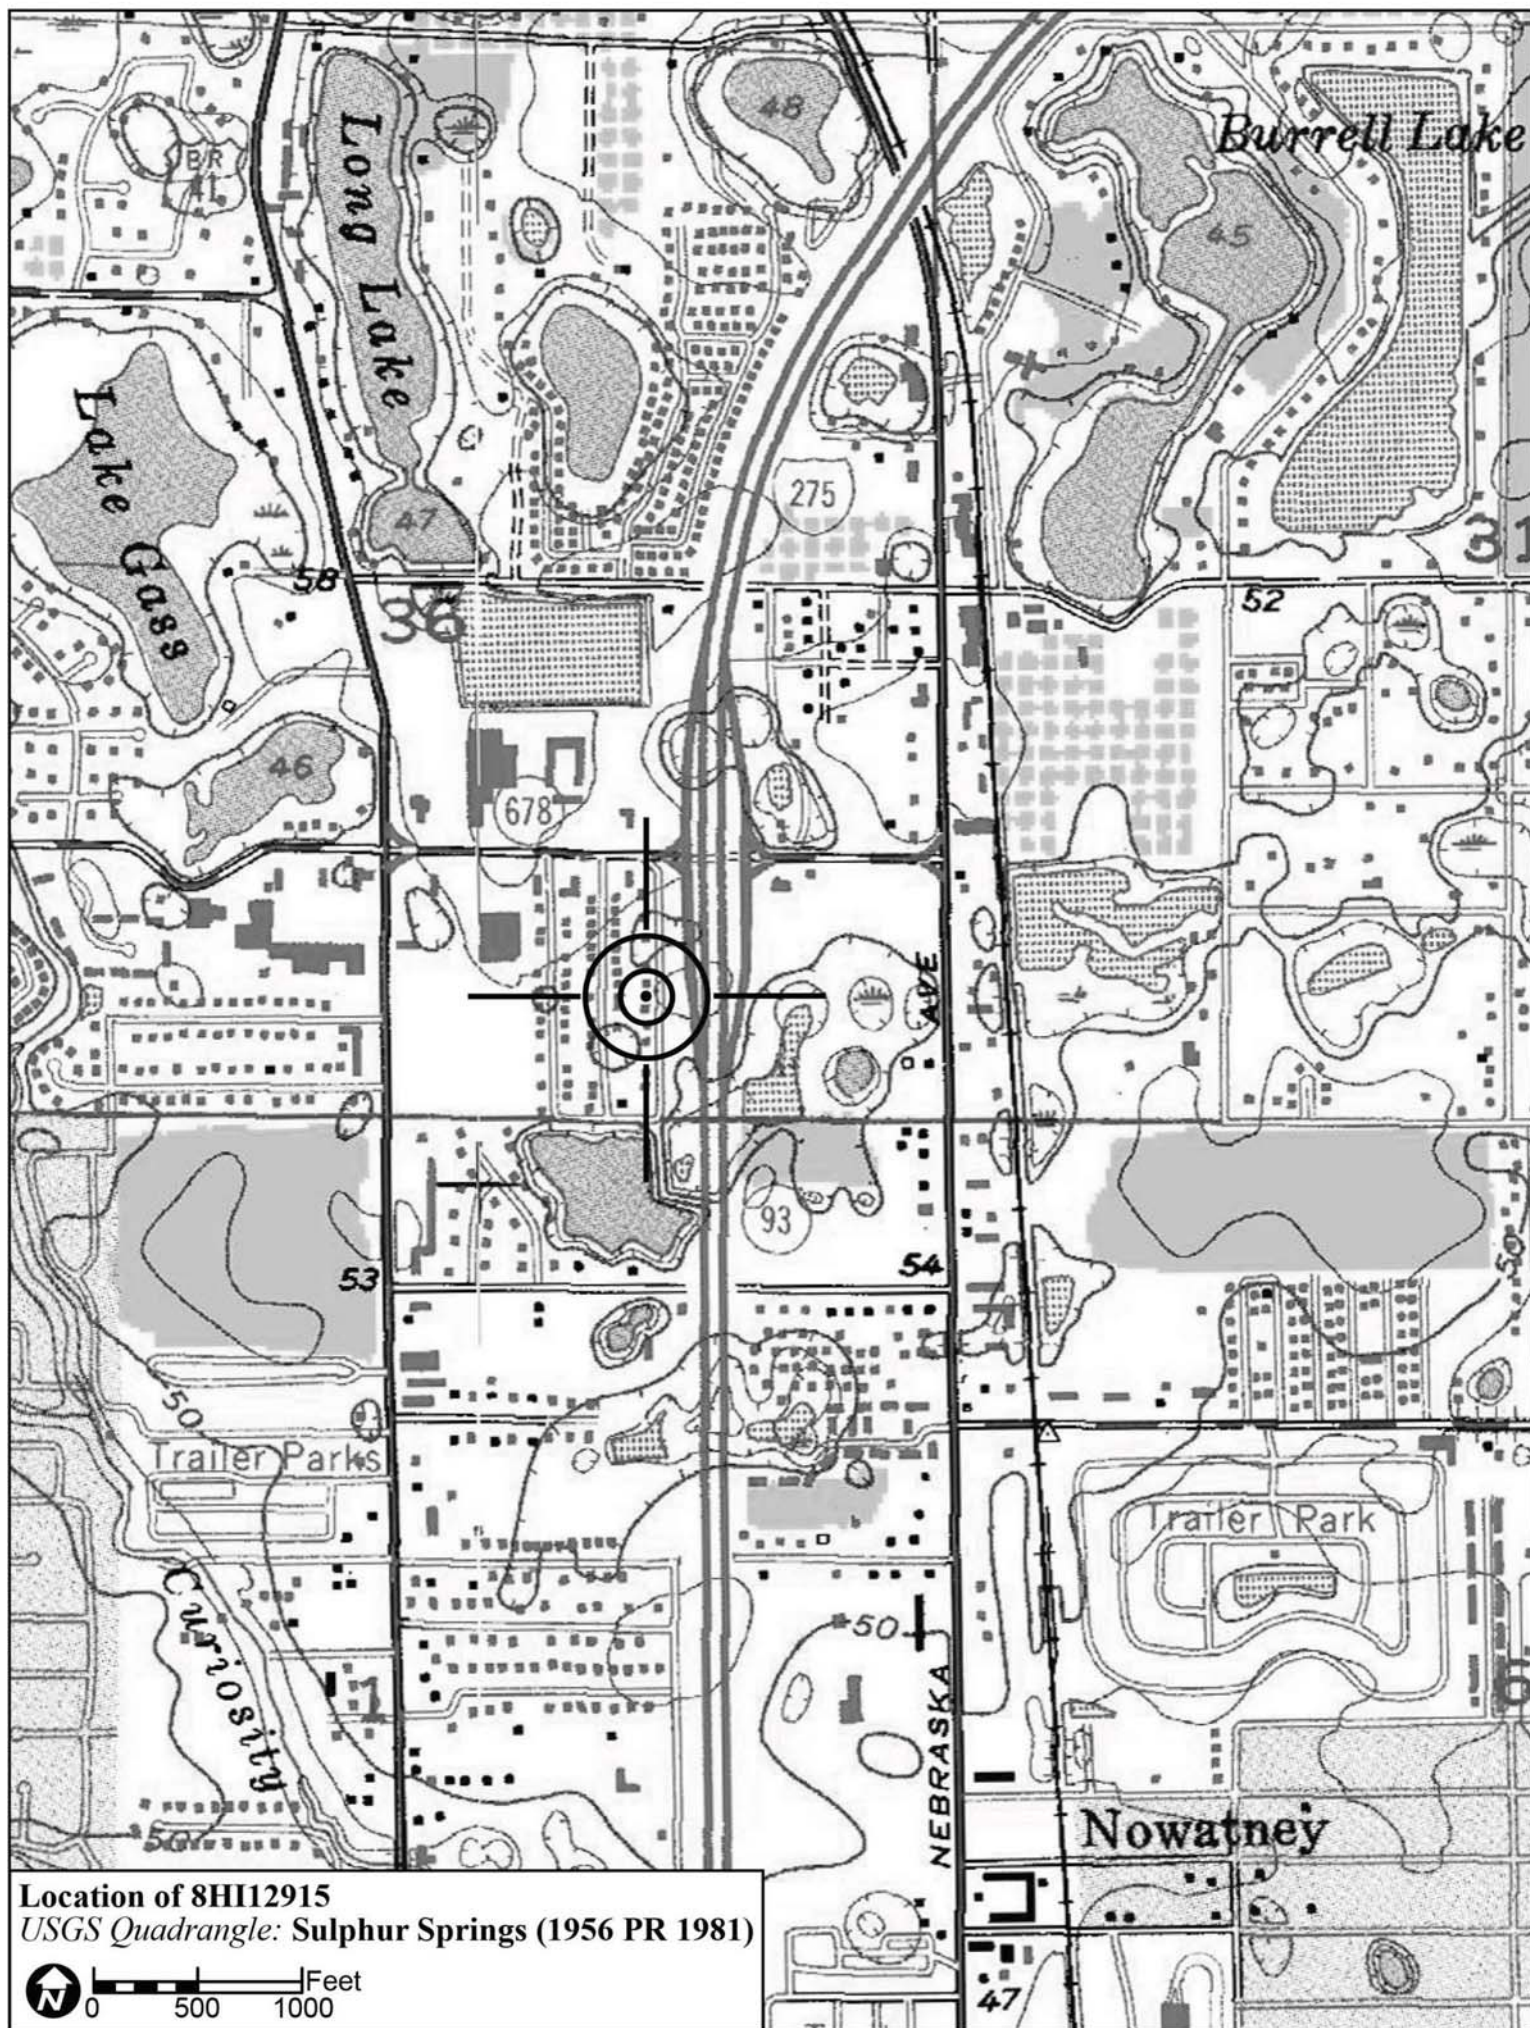 48
Long Lake
Burrell Lake
BR
41
45
Lake Gass
275
47
31
58
36
52
46
678
AVE
93
53
54
50
50
Trailer Parks
Trailer Park
Curiosity
50
1
NEBRASKA
6
50
Nowatney
47
Location of 8HI12915
USGS Quadrangle: Sulphur Springs (1956 PR 1981)
N
Feet
0 500 1000